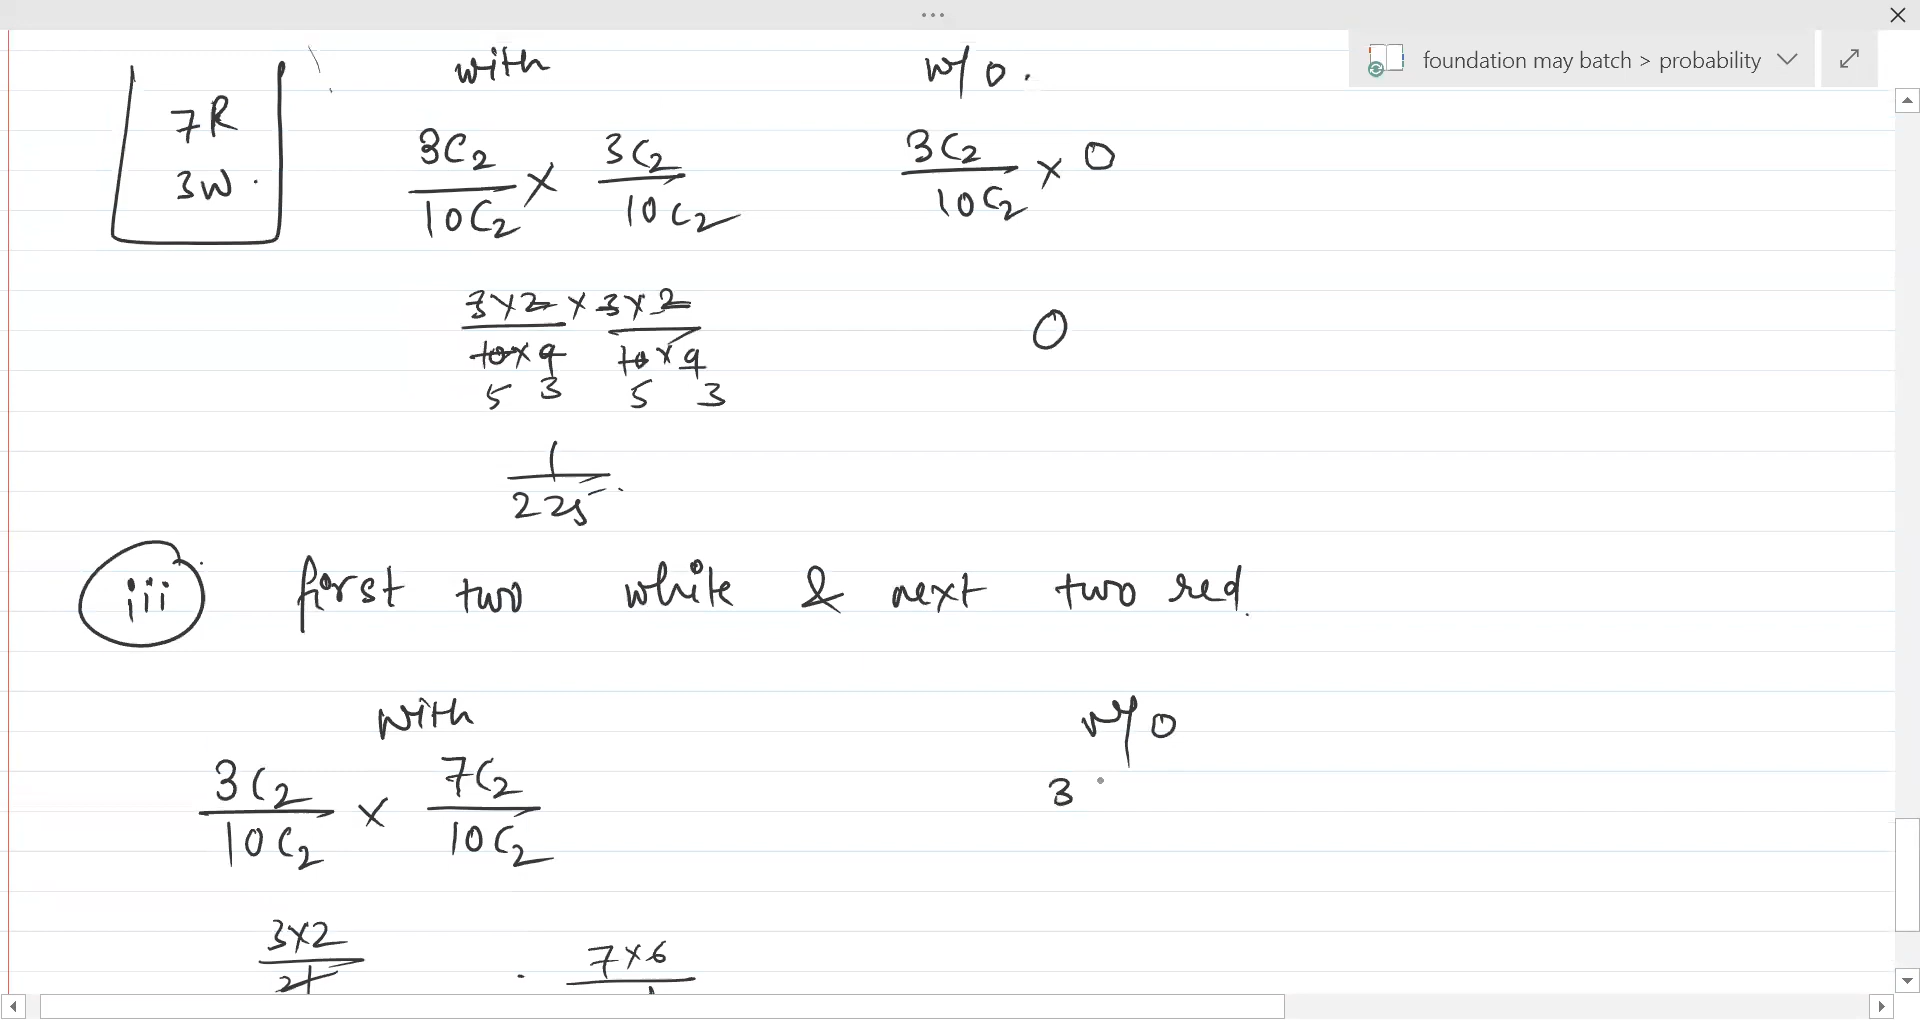 ...
foundation may batch > probability
with w/o.
7R
3W.
3C2/10C2 × 3C2/10C2 3C2/10C2 × 0
3×2/10×9 × 3×2/10×9 0
5 3 5 3
1/225
iii first two white & next two red.
with w/o
3C2/10C2 × 7C2/10C2 3
3×2 7×6